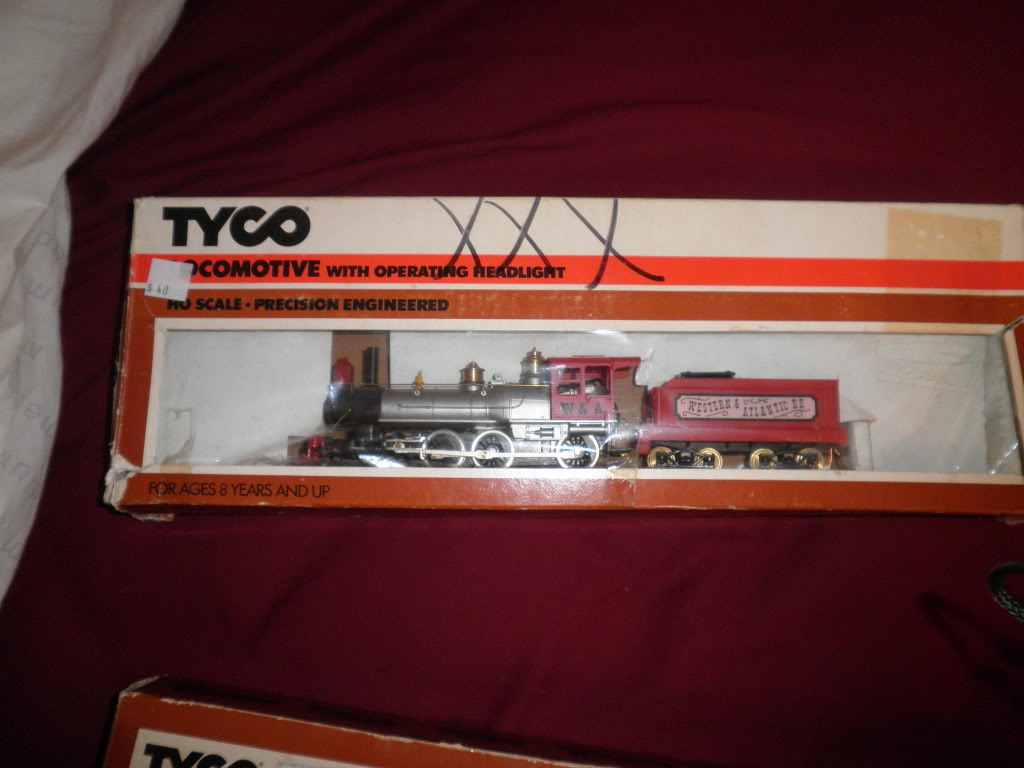 TYCO
XXX
LOCOMOTIVE WITH OPERATING HEADLIGHT
$ 40
HO SCALE • PRECISION ENGINEERED
W & A
WESTERN & ATLANTIC RR
FOR AGES 8 YEARS AND UP
TYCO